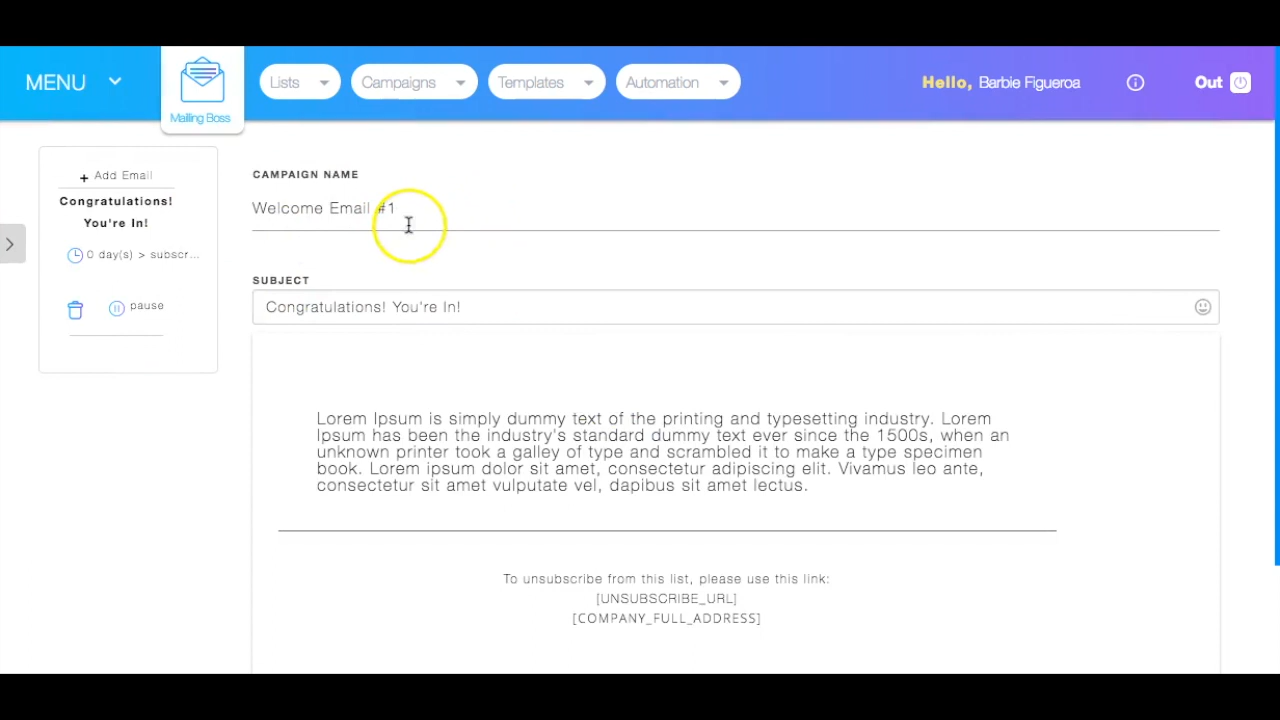 MENU
Mailing Boss
Lists
Campaigns
Templates
Automation
Hello, Barbie Figueroa
Out
+ Add Email
Congratulations!
You're In!
0 day(s) > subscr...
pause
CAMPAIGN NAME
Welcome Email #1
SUBJECT
Congratulations! You're In!
Lorem Ipsum is simply dummy text of the printing and typesetting industry. Lorem
Ipsum has been the industry's standard dummy text ever since the 1500s, when an
unknown printer took a galley of type and scrambled it to make a type specimen
book. Lorem ipsum dolor sit amet, consectetur adipiscing elit. Vivamus leo ante,
consectetur sit amet vulputate vel, dapibus sit amet lectus.
To unsubscribe from this list, please use this link:
[UNSUBSCRIBE_URL]
[COMPANY_FULL_ADDRESS]